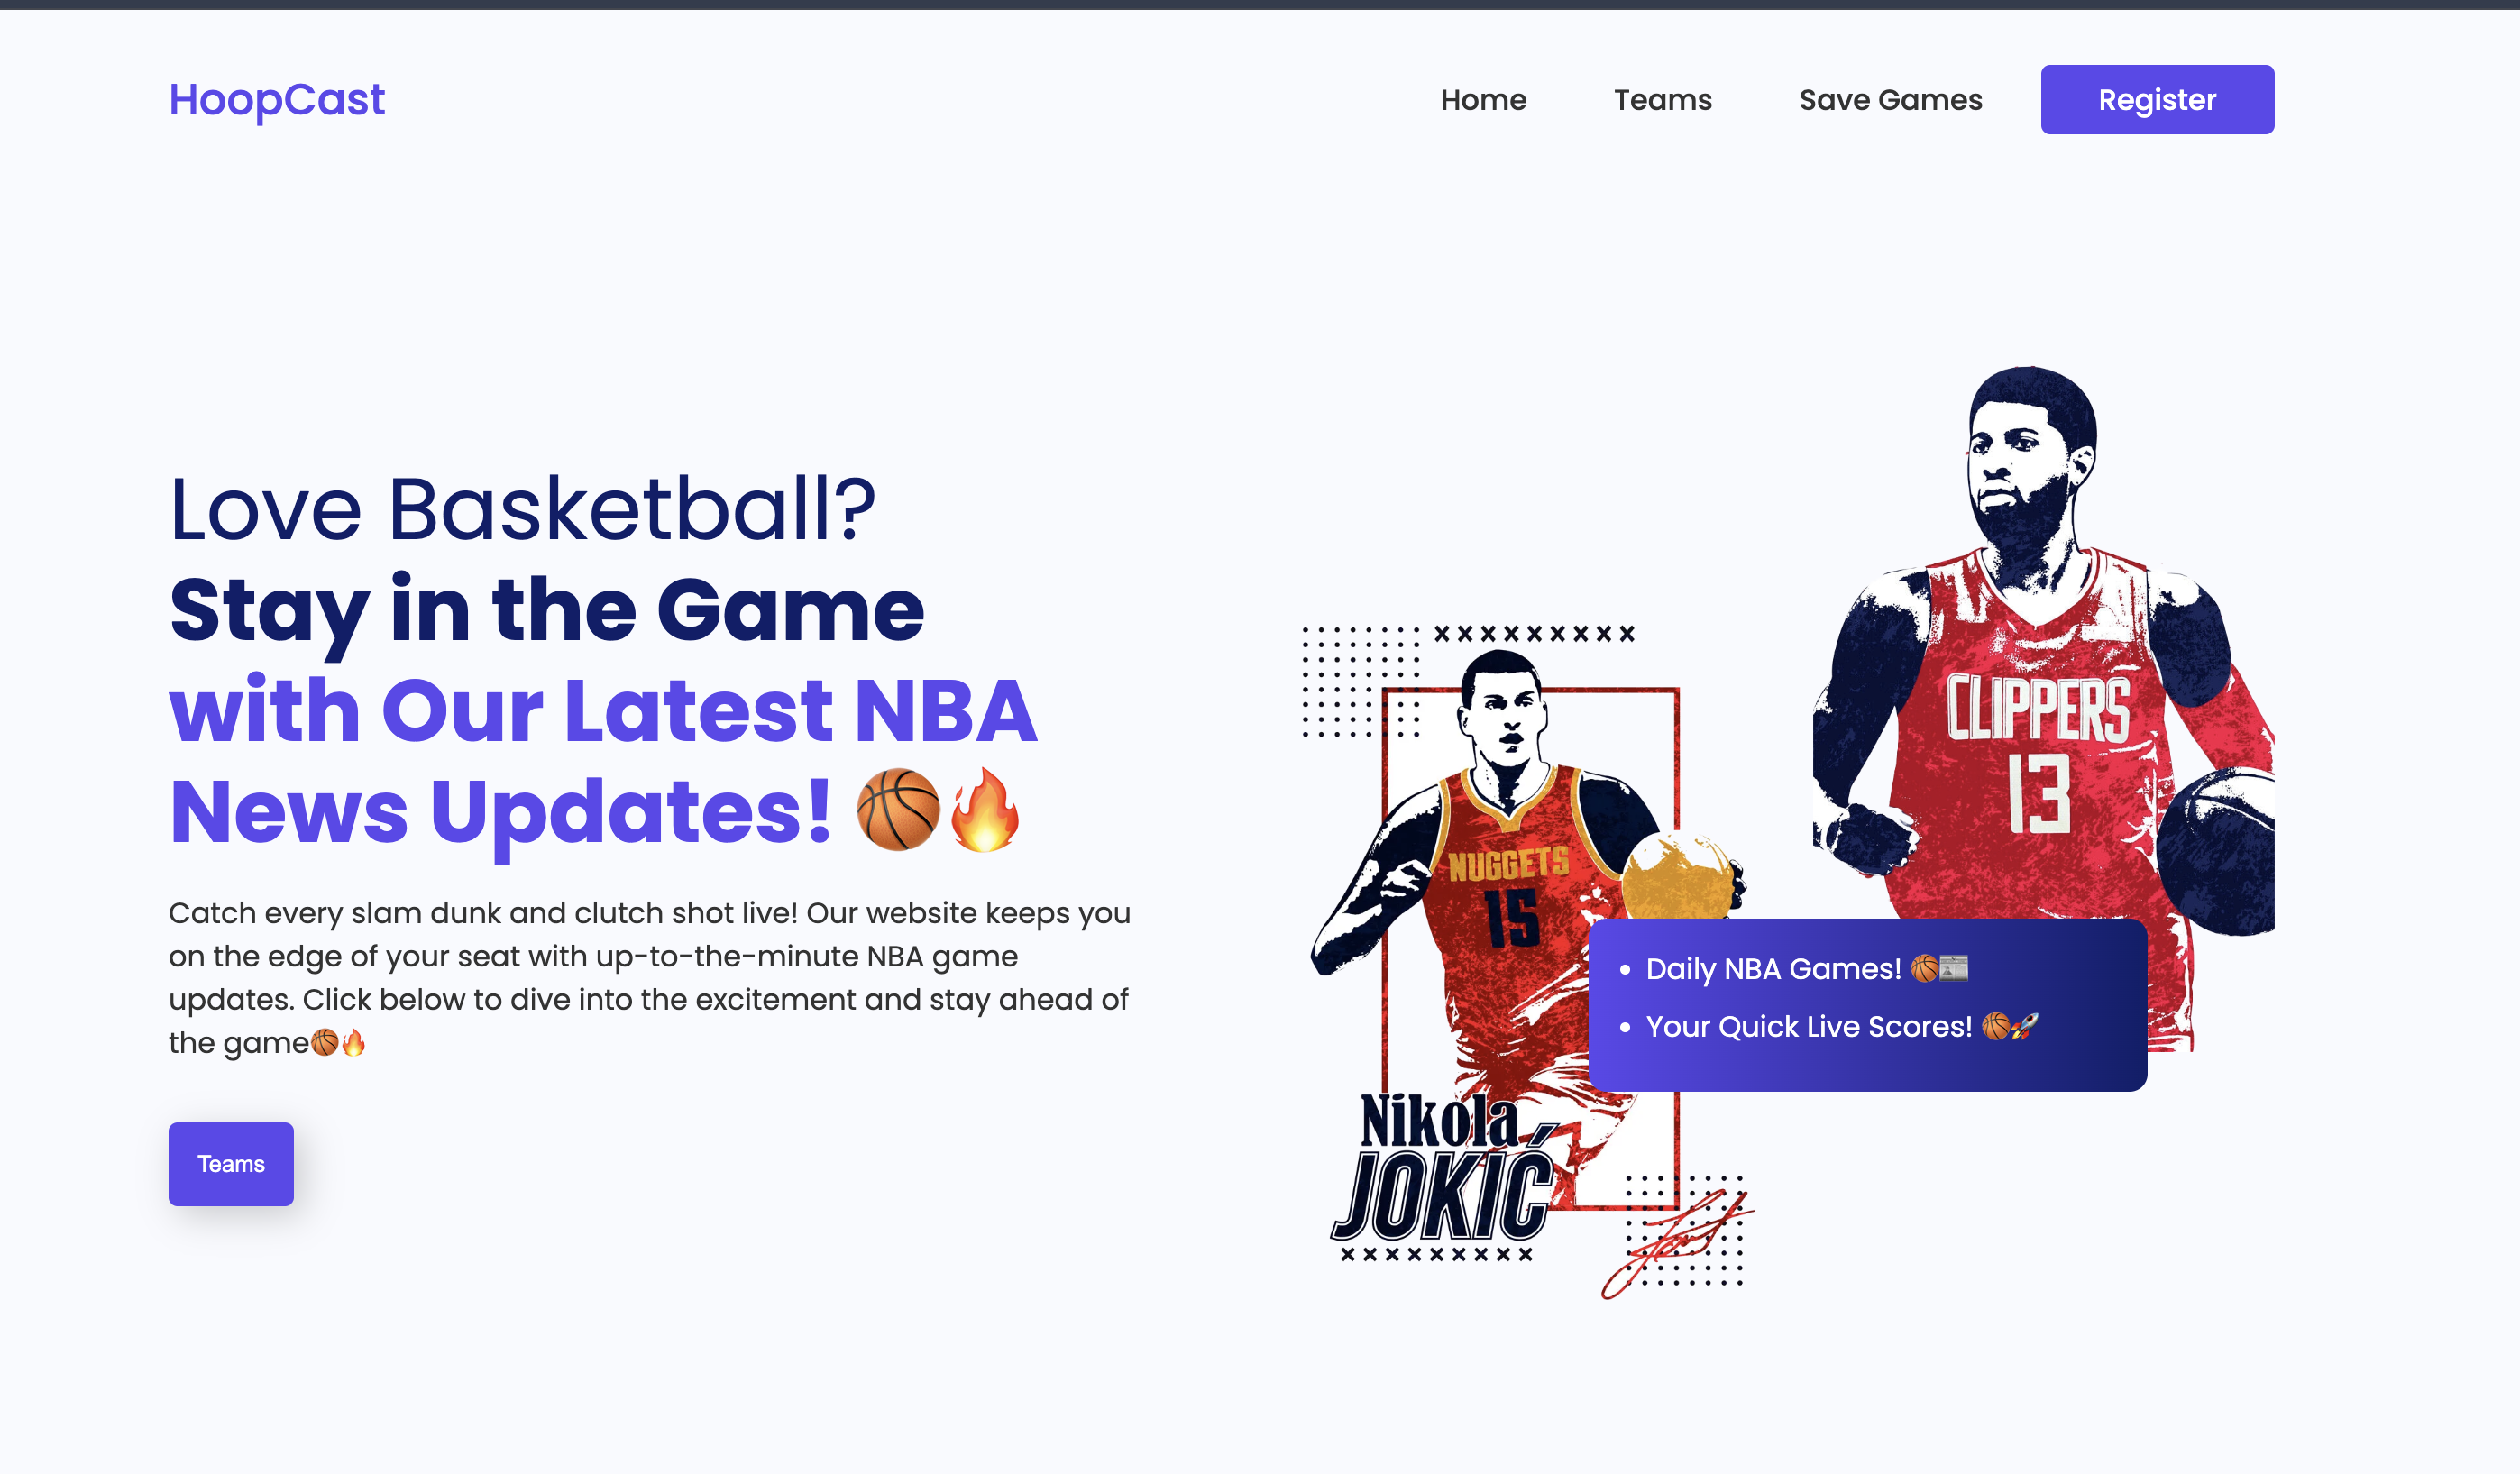 HoopCast
Home
Teams
Save Games
Register
Love Basketball?
Stay in the Game
with Our Latest NBA
News Updates! 🏀🔥
Catch every slam dunk and clutch shot live! Our website keeps you
on the edge of your seat with up-to-the-minute NBA game
updates. Click below to dive into the excitement and stay ahead of
the game🏀🔥
Teams
CLIPPERS
13
NUGGETS
15
• Daily NBA Games! 🏀📰
• Your Quick Live Scores! 🏀🚀
Nikola
JOKIĆ